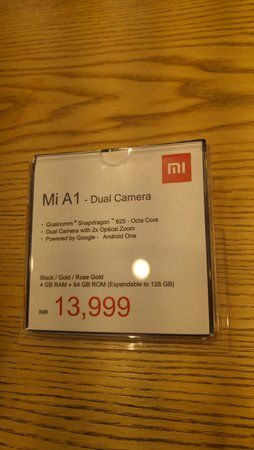 mi
Mi A1 - Dual Camera
· Qualcomm® Snapdragon™ 625 - Octa Core
· Dual Camera with 2x Optical Zoom
· Powered by Google - Android One
Black / Gold / Rose Gold
4 GB RAM + 64 GB ROM (Expandable to 128 GB)
INR 13,999